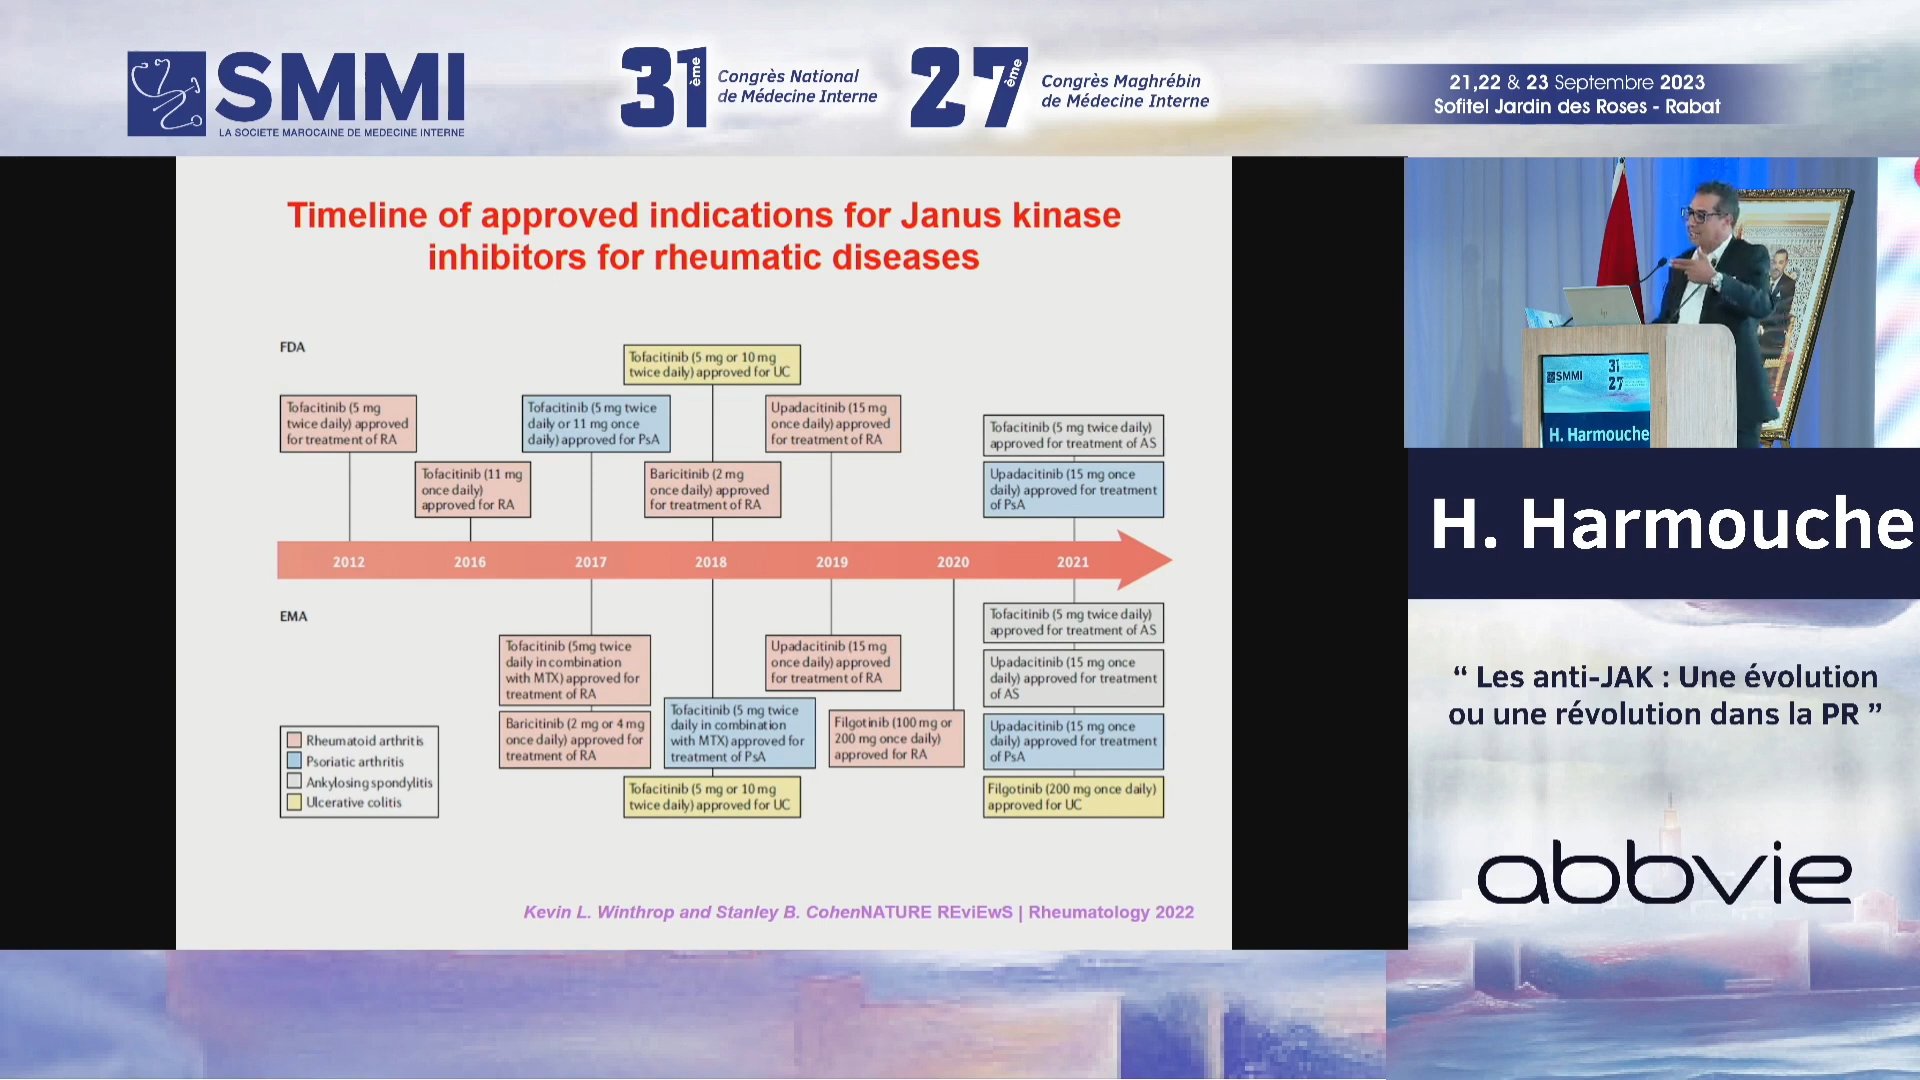 SMMI
LA SOCIETE MAROCAINE DE MEDECINE INTERNE
31ème Congrès National
de Médecine Interne
27ème Congrès Maghrébin
de Médecine Interne
21,22 & 23 Septembre 2023
Sofitel Jardin des Roses - Rabat
Timeline of approved indications for Janus kinase
inhibitors for rheumatic diseases
FDA
Tofacitinib (5 mg
twice daily) approved
for treatment of RA
Tofacitinib (11 mg
once daily)
approved for RA
Tofacitinib (5 mg twice
daily or 11 mg once
daily) approved for PsA
Tofacitinib (5 mg or 10 mg
twice daily) approved for UC
Baricitinib (2 mg
once daily) approved
for treatment of RA
Upadacitinib (15 mg
once daily) approved
for treatment of RA
Tofacitinib (5 mg twice daily)
approved for treatment of AS
Upadacitinib (15 mg once
daily) approved for treatment
of PsA
2012 2016 2017 2018 2019 2020 2021
EMA
Tofacitinib (5mg twice
daily in combination
with MTX) approved for
treatment of RA
Baricitinib (2 mg or 4 mg
once daily) approved for
treatment of RA
Tofacitinib (5 mg twice
daily in combination
with MTX) approved for
treatment of PsA
Tofacitinib (5 mg or 10 mg
twice daily) approved for UC
Upadacitinib (15 mg
once daily) approved
for treatment of RA
Filgotinib (100 mg or
200 mg once daily)
approved for RA
Tofacitinib (5 mg twice daily)
approved for treatment of AS
Upadacitinib (15 mg once
daily) approved for treatment
of AS
Upadacitinib (15 mg once
daily) approved for treatment
of PsA
Filgotinib (200 mg once daily)
approved for UC
Rheumatoid arthritis
Psoriatic arthritis
Ankylosing spondylitis
Ulcerative colitis
Kevin L. Winthrop and Stanley B. CohenNATURE REviEwS | Rheumatology 2022
SMMI
31
27
H. Harmouche
H. Harmouche
“ Les anti-JAK : Une évolution
ou une révolution dans la PR ”
abbvie